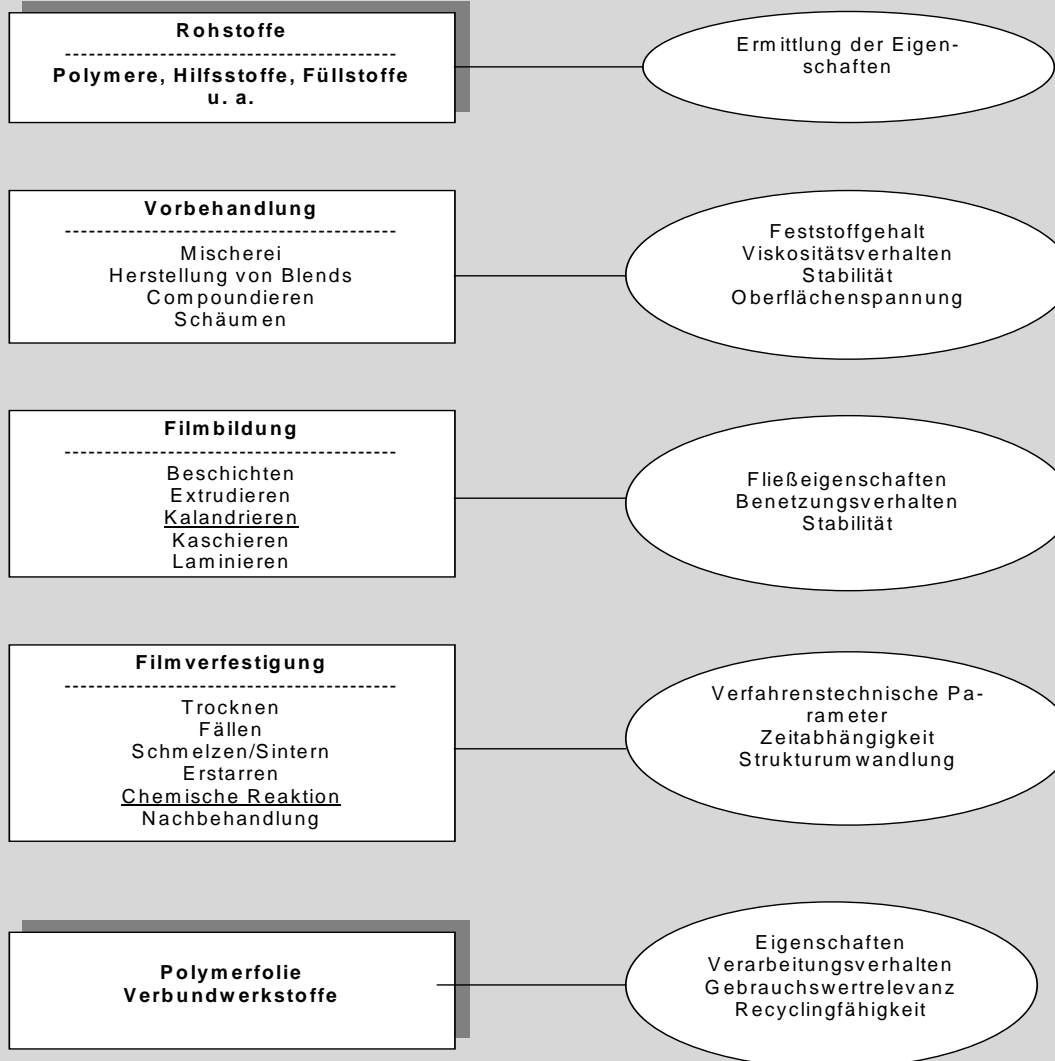 Rohstoffe
-----------------------------------------
Polymere, Hilfsstoffe, Füllstoffe
u. a.
Ermittlung der Eigen-
schaften
Vorbehandlung
-----------------------------------------
Mischerei
Herstellung von Blends
Compoundieren
Schäumen
Feststoffgehalt
Viskositätsverhalten
Stabilität
Oberflächenspannung
Filmbildung
-----------------------------------------
Beschichten
Extrudieren
Kalandrieren
Kaschieren
Laminieren
Fließeigenschaften
Benetzungsverhalten
Stabilität
Filmverfestigung
-----------------------------------------
Trocknen
Fällen
Schmelzen/Sintern
Erstarren
Chemische Reaktion
Nachbehandlung
Verfahrenstechnische Pa-
rameter
Zeitabhängigkeit
Strukturumwandlung
Polymerfolie
Verbundwerkstoffe
Eigenschaften
Verarbeitungsverhalten
Gebrauchswertrelevanz
Recyclingfähigkeit